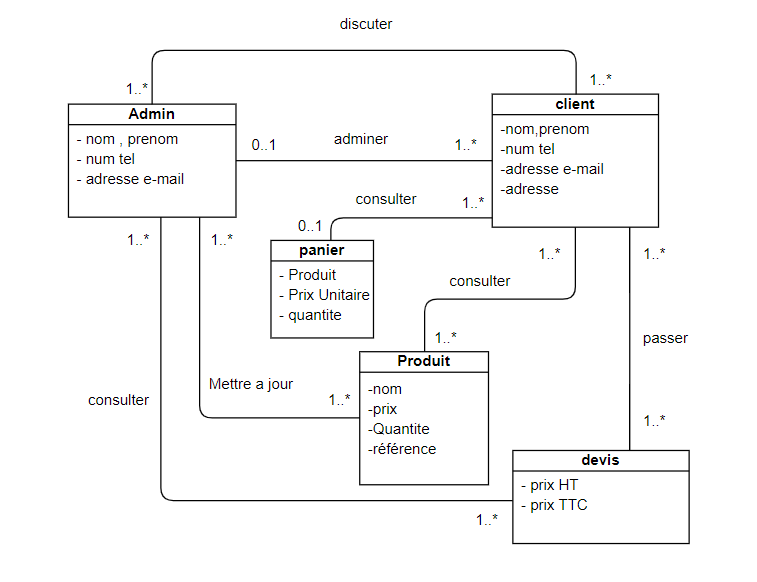 discuter
1..*
1..*
Admin
- nom , prenom
- num tel
- adresse e-mail
0..1
adminer
1..*
client
-nom,prenom
-num tel
-adresse e-mail
-adresse
consulter
1..*
0..1
1..*
1..*
panier
- Produit
- Prix Unitaire
- quantite
1..*
1..*
consulter
1..*
passer
Produit
-nom
-prix
-Quantite
-référence
Mettre a jour
1..*
consulter
1..*
devis
- prix HT
- prix TTC
1..*